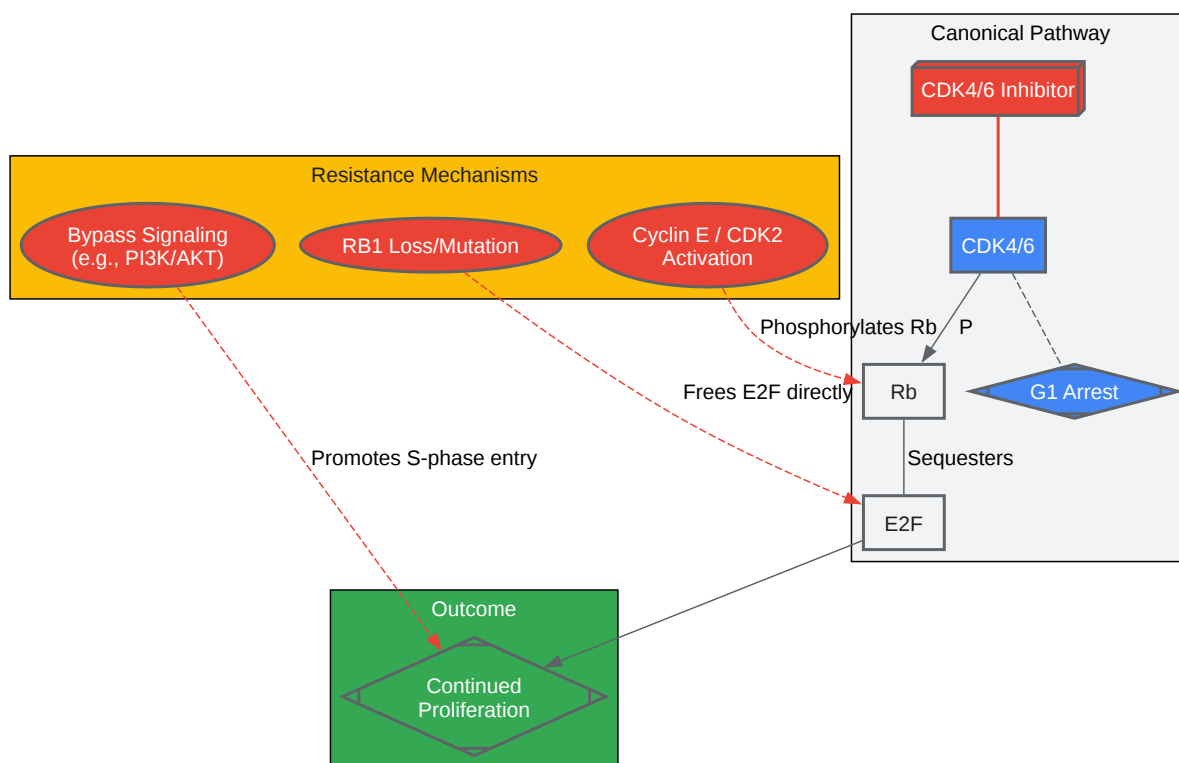 Canonical Pathway
CDK4/6 Inhibitor
Resistance Mechanisms
Bypass Signaling
(e.g., PI3K/AKT)
RB1 Loss/Mutation
Cyclin E / CDK2
Activation
CDK4/6
Phosphorylates Rb
P
Frees E2F directly
Rb
G1 Arrest
Promotes S-phase entry
Sequesters
E2F
Outcome
Continued
Proliferation